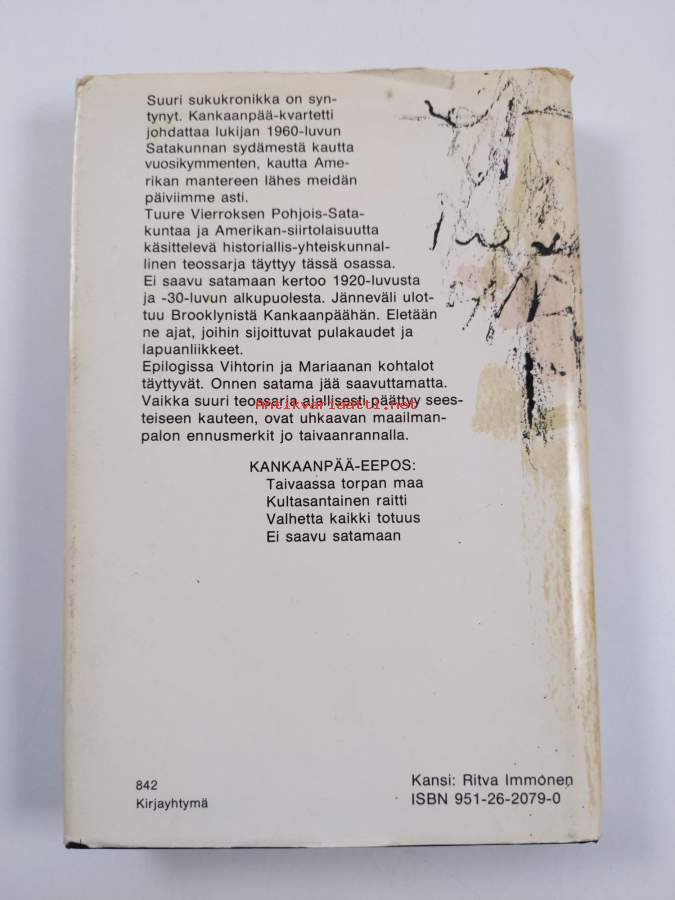 Suuri sukukronikka on syn-
tynyt. Kankaanpää-kvartetti
johdattaa lukijan 1960-luvun
Satakunnan sydämestä kautta
vuosikymmenten, kautta Ame-
rikan mantereen lähes meidän
päiviimme asti.
Tuure Vierroksen Pohjois-Sata-
kuntaa ja Amerikan-siirtolaisuutta
käsittelevä historiallis-yhteiskunnal-
linen teossarja täyttyy tässä osassa.
Ei saavu satamaan kertoo 1920-luvusta
ja -30-luvun alkupuolesta. Jänneväli ulot-
tuu Brooklynistä Kankaanpäähän. Eletään
ne ajat, joihin sijoittuvat pulakaudet ja
lapuanliikkeet.
Epilogissa Vihtorin ja Mariaanan kohtalot
täyttyvät. Onnen satama jää saavuttamatta.
Vaikka suuri teossarja ajallisesti päättyy sees-
teiseen kauteen, ovat uhkaavan maailman-
palon ennusmerkit jo taivaanrannalla.
Antikvariaatti.net
KANKAANPÄÄ-EEPOS:
Taivaassa torpan maa
Kultasantainen raitti
Valhetta kaikki totuus
Ei saavu satamaan
842
Kirjayhtymä
Kansi: Ritva Immonen
ISBN 951-26-2079-0